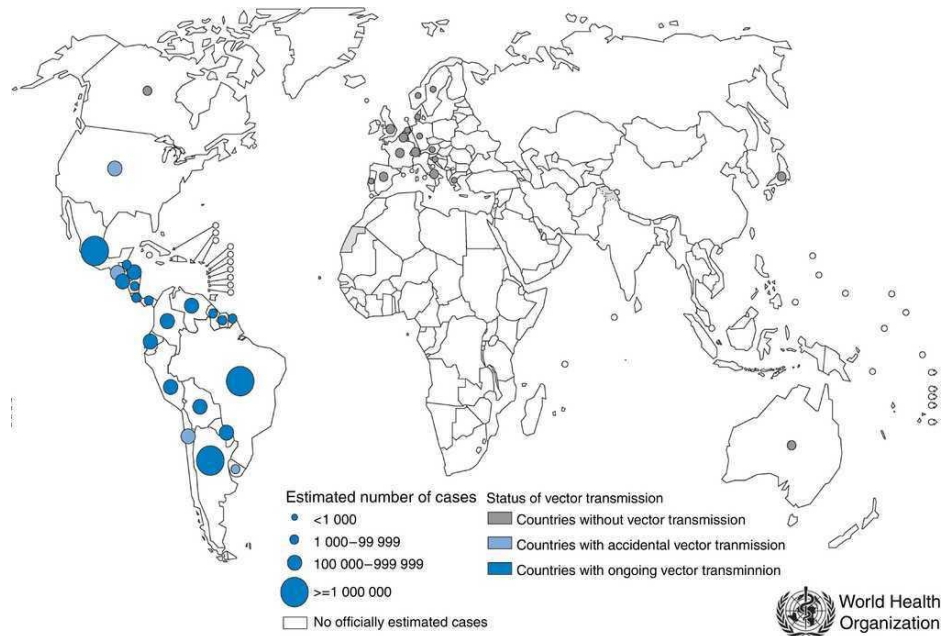 Estimated number of cases
<1 000
1 000–99 999
100 000–999 999
>=1 000 000
No officially estimated cases
Status of vector transmission
Countries without vector transmission
Countries with accidental vector tranmission
Countries with ongoing vector transminnion
World Health
Organization